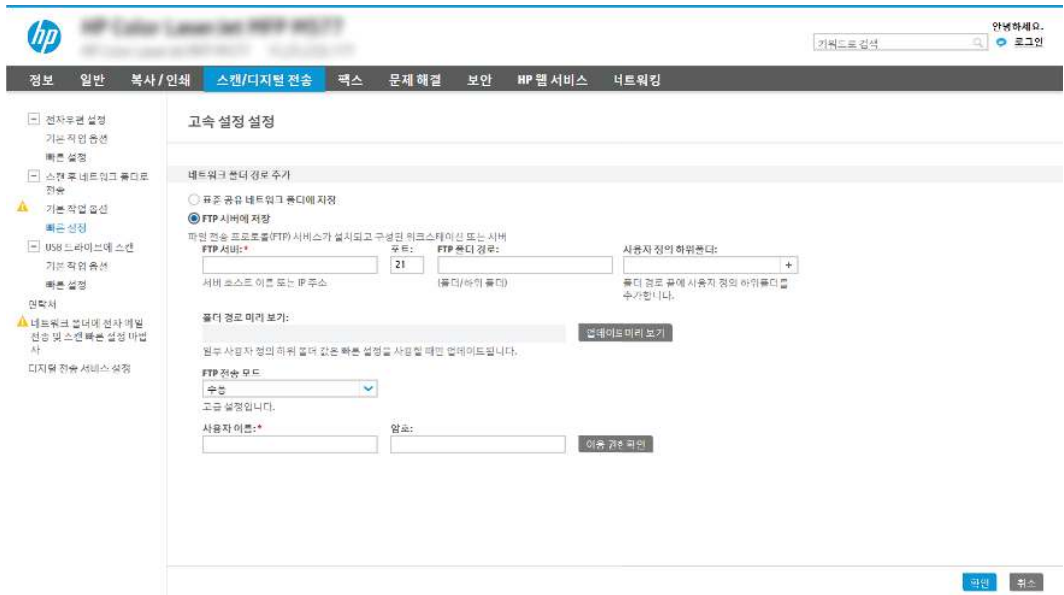 hp
안녕하세요.
키워드로 검색
로그인
정보 일반 복사 / 인쇄 스캔/디지털 전송 팩스 문제 해결 보안 HP 웹 서비스 네트워킹
전자우편 설정
기본 작업 옵션
빠른 설정
스캔 후 네트워크 폴더로
전송
기본 작업 옵션
빠른 설정
USB 드라이브에 스캔
기본 작업 옵션
빠른 설정
연락처
네트워크 폴더에 전자 메일
전송 및 스캔 빠른 설정 마법
사
디지털 전송 서비스 설정
고속 설정 설정
네트워크 폴더 경로 추가
표준 공유 네트워크 폴더에 저장
FTP 서버에 저장
파일 전송 프로토콜(FTP) 서비스가 설치되고 구성된 워크스테이션 또는 서버
FTP 서버:* 포트: FTP 폴더 경로: 사용자 정의 하위폴더:
21 +
서버 호스트 이름 또는 IP 주소 (폴더/하위 폴더) 폴더 경로 끝에 사용자 정의 하위폴더를
추가합니다.
폴더 경로 미리 보기:
업데이트 미리 보기
일부 사용자 정의 하위 폴더 값은 빠른 설정을 사용할 때만 업데이트됩니다.
FTP 전송 모드
수동
고급 설정입니다.
사용자 이름:* 암호:
이용 권한 확인
확인 취소